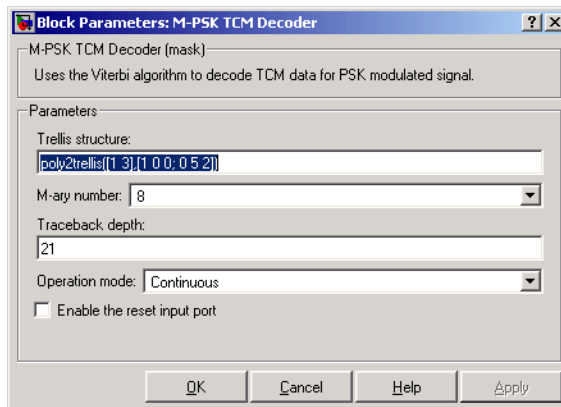 Block Parameters: M-PSK TCM Decoder
M-PSK TCM Decoder (mask)
Uses the Viterbi algorithm to decode TCM data for PSK modulated signal.
Parameters
Trellis structure:
poly2trellis([1 3],[1 0 0; 0 5 2])
M-ary number: 8
Traceback depth:
21
Operation mode: Continuous
Enable the reset input port
OK Cancel Help Apply